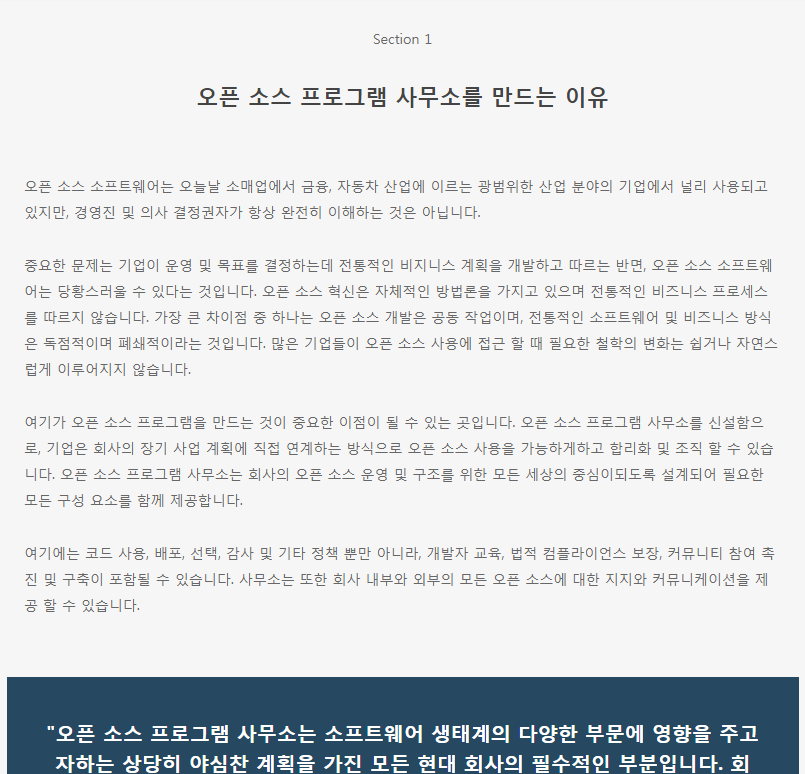 Section 1
오픈 소스 프로그램 사무소를 만드는 이유
오픈 소스 소프트웨어는 오늘날 소매업에서 금융, 자동차 산업에 이르는 광범위한 산업 분야의 기업에서 널리 사용되고
있지만, 경영진 및 의사 결정권자가 항상 완전히 이해하는 것은 아닙니다.
중요한 문제는 기업이 운영 및 목표를 결정하는데 전통적인 비지니스 계획을 개발하고 따르는 반면, 오픈 소스 소프트웨
어는 당황스러울 수 있다는 것입니다. 오픈 소스 혁신은 자체적인 방법론을 가지고 있으며 전통적인 비즈니스 프로세스
를 따르지 않습니다. 가장 큰 차이점 중 하나는 오픈 소스 개발은 공동 작업이며, 전통적인 소프트웨어 및 비즈니스 방식
은 독점적이며 폐쇄적이라는 것입니다. 많은 기업들이 오픈 소스 사용에 접근 할 때 필요한 철학의 변화는 쉽거나 자연스
럽게 이루어지지 않습니다.
여기가 오픈 소스 프로그램을 만드는 것이 중요한 이점이 될 수 있는 곳입니다. 오픈 소스 프로그램 사무소를 신설함으
로, 기업은 회사의 장기 사업 계획에 직접 연계하는 방식으로 오픈 소스 사용을 가능하게하고 합리화 및 조직 할 수 있습
니다. 오픈 소스 프로그램 사무소는 회사의 오픈 소스 운영 및 구조를 위한 모든 세상의 중심이되도록 설계되어 필요한
모든 구성 요소를 함께 제공합니다.
여기에는 코드 사용, 배포, 선택, 감사 및 기타 정책 뿐만 아니라, 개발자 교육, 법적 컴플라이언스 보장, 커뮤니티 참여 촉
진 및 구축이 포함될 수 있습니다. 사무소는 또한 회사 내부와 외부의 모든 오픈 소스에 대한 지지와 커뮤니케이션을 제
공 할 수 있습니다.
"오픈 소스 프로그램 사무소는 소프트웨어 생태계의 다양한 부문에 영향을 주고
자하는 상당히 야심찬 계획을 가진 모든 현대 회사의 필수적인 부분입니다. 회